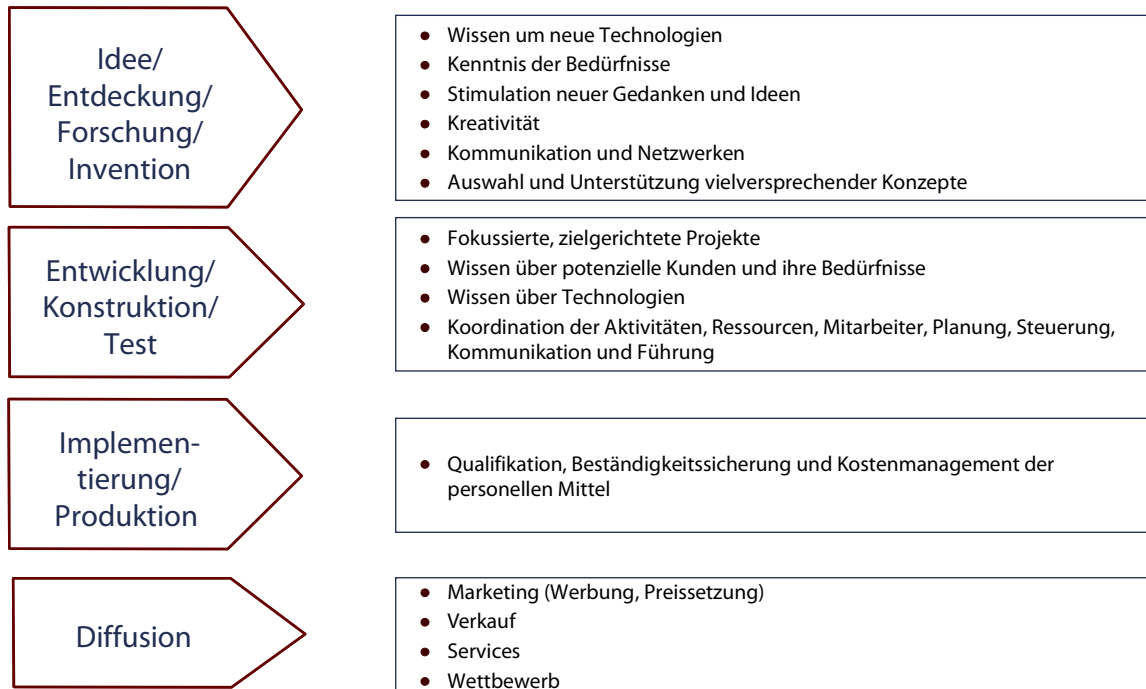 Idee/
Entdeckung/
Forschung/
Invention
• Wissen um neue Technologien
• Kenntnis der Bedürfnisse
• Stimulation neuer Gedanken und Ideen
• Kreativität
• Kommunikation und Netzwerken
• Auswahl und Unterstützung vielversprechender Konzepte
Entwicklung/
Konstruktion/
Test
• Fokussierte, zielgerichtete Projekte
• Wissen über potenzielle Kunden und ihre Bedürfnisse
• Wissen über Technologien
• Koordination der Aktivitäten, Ressourcen, Mitarbeiter, Planung, Steuerung,
Kommunikation und Führung
Implemen-
tierung/
Produktion
• Qualifikation, Beständigkeitssicherung und Kostenmanagement der
personellen Mittel
Diffusion
• Marketing (Werbung, Preissetzung)
• Verkauf
• Services
• Wettbewerb